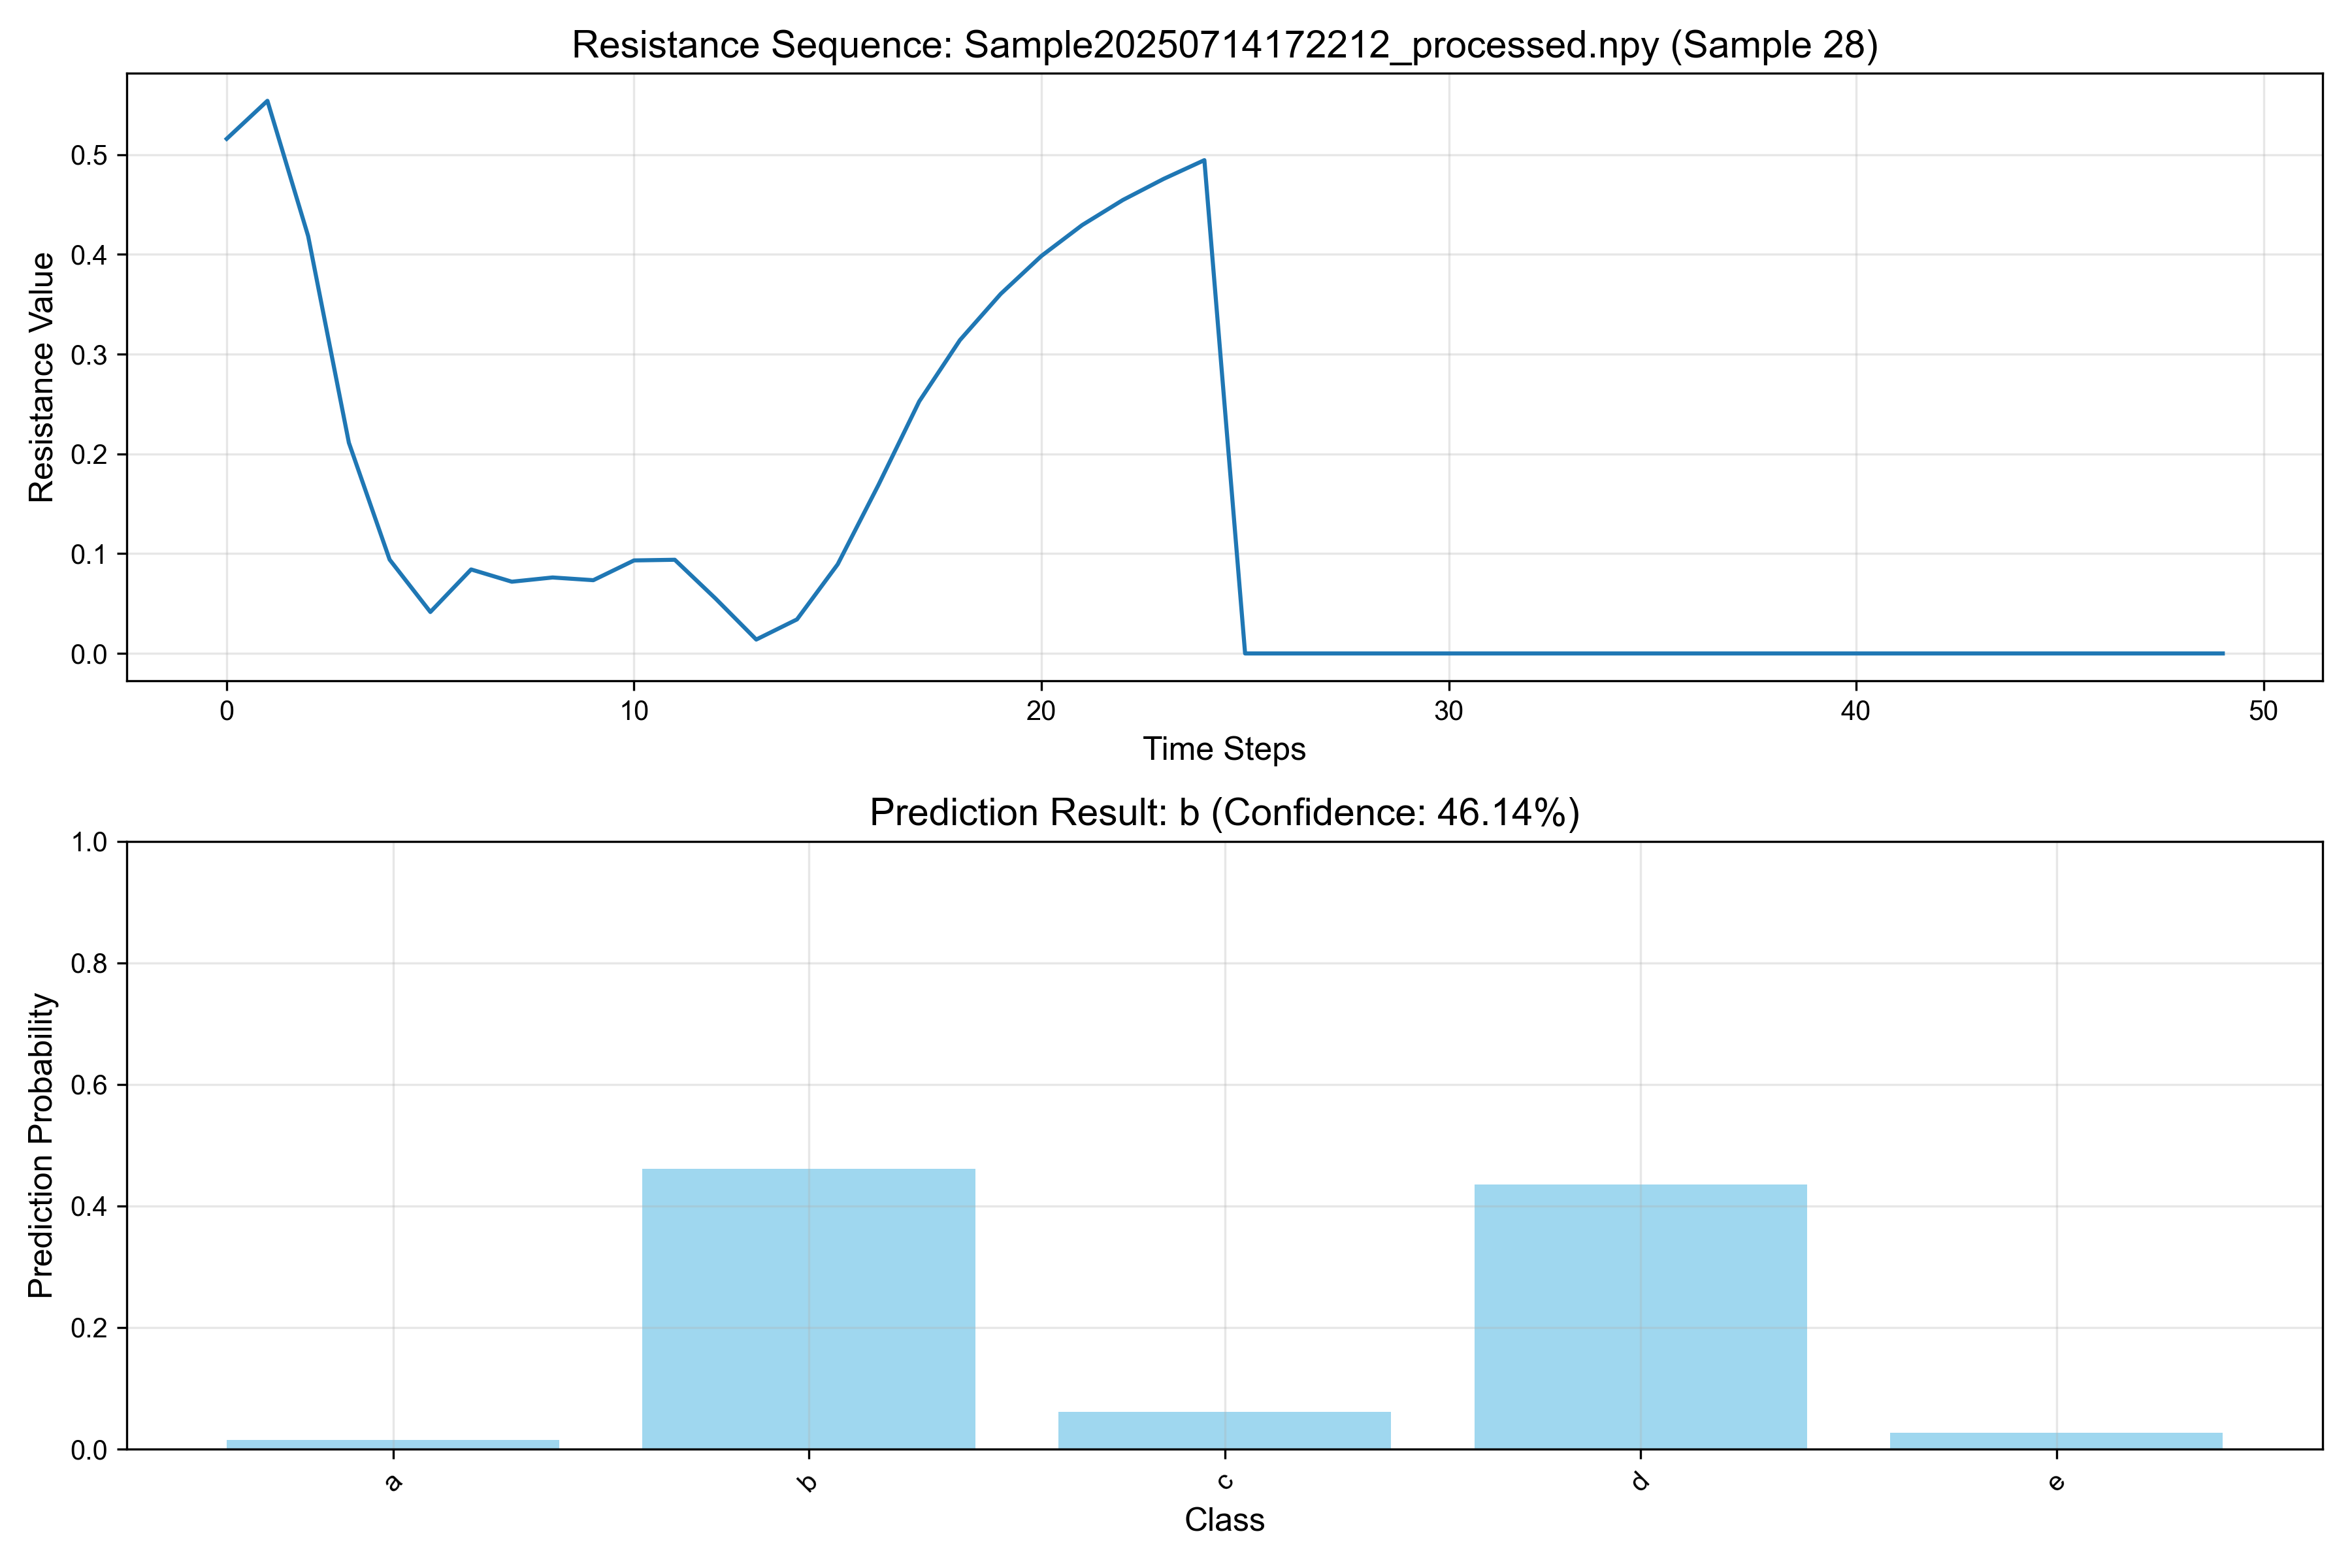 Resistance Sequence: Sample20250714172212_processed.npy (Sample 28)
Resistance Value
0.5
0.4
0.3
0.2
0.1
0.0
0 10 20 30 40 50
Time Steps
Prediction Result: b (Confidence: 46.14%)
Prediction Probability
1.0
0.8
0.6
0.4
0.2
0.0
a b c d e
Class